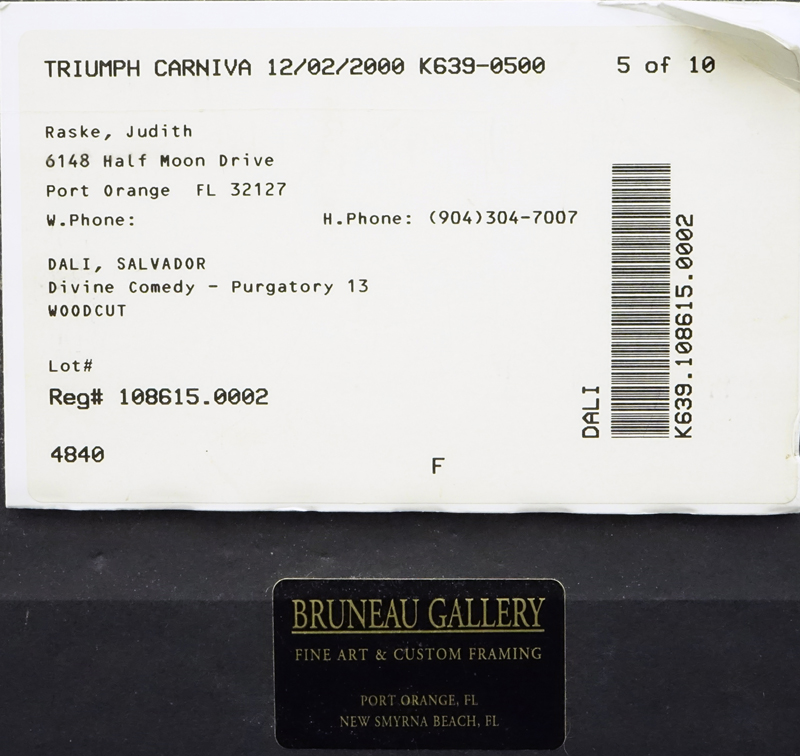 TRIUMPH CARNIVA 12/02/2000 K639-0500 5 of 10
Raske, Judith
6148 Half Moon Drive
Port Orange FL 32127
W.Phone: H.Phone: (904)304-7007
DALI, SALVADOR
Divine Comedy - Purgatory 13
WOODCUT
Lot#
Reg# 108615.0002
4840
F
DALI
K639.108615.0002
BRUNEAU GALLERY
FINE ART & CUSTOM FRAMING
PORT ORANGE, FL
NEW SMYRNA BEACH, FL